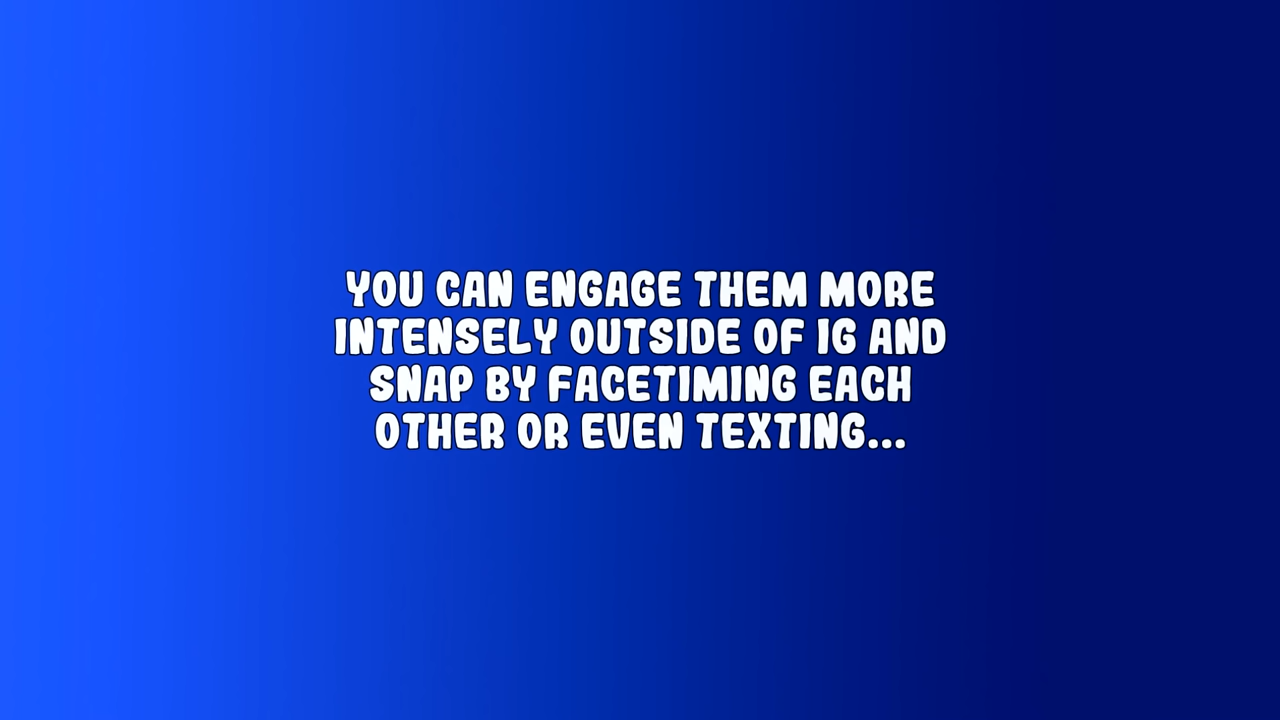 YOU CAN ENGAGE THEM MORE
INTENSELY OUTSIDE OF IG AND
SNAP BY FACETIMING EACH
OTHER OR EVEN TEXTING...